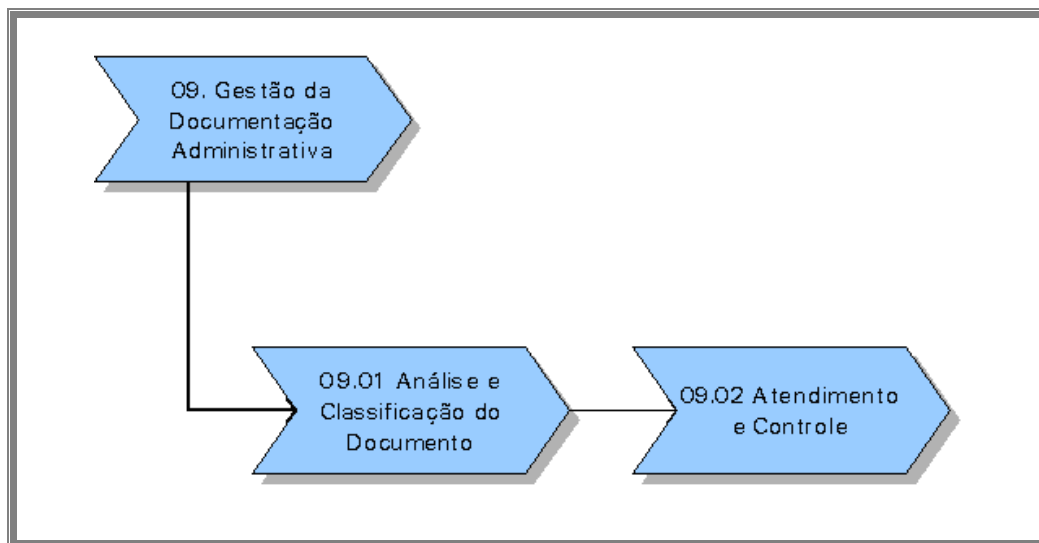 09. Gestão da
Documentação
Administrativa
09.01 Análise e
Classificação do
Documento
09.02 Atendimento
e Controle